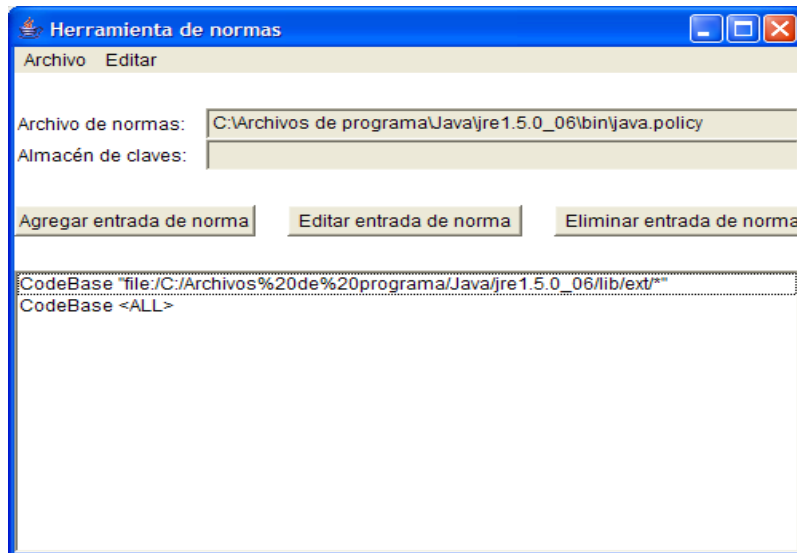 Herramienta de normas
Archivo Editar
Archivo de normas: C:\Archivos de programa\Java\jre1.5.0_06\bin\java.policy
Almacén de claves:
Agregar entrada de norma Editar entrada de norma Eliminar entrada de norma
CodeBase "file:/C:/Archivos%20de%20programa/Java/jre1.5.0_06/lib/ext/*"
CodeBase <ALL>